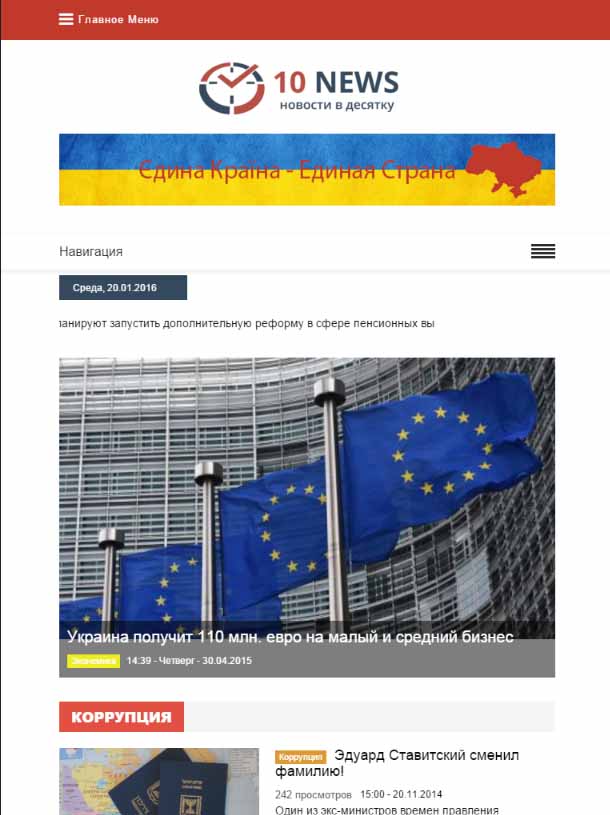 Главное Меню
10 NEWS
новости в десятку
Єдина Країна - Единая Страна
Навигация
Среда, 20.01.2016
ланируют запустить дополнительную реформу в сфере пенсионных вы
Украина получит 110 млн. евро на малый и средний бизнес
Экономика 14:39 - Четверг - 30.04.2015
КОРРУПЦИЯ
Коррупция Эдуард Ставитский сменил
фамилию!
242 просмотров 15:00 - 20.11.2014
Один из экс-министров времен правления